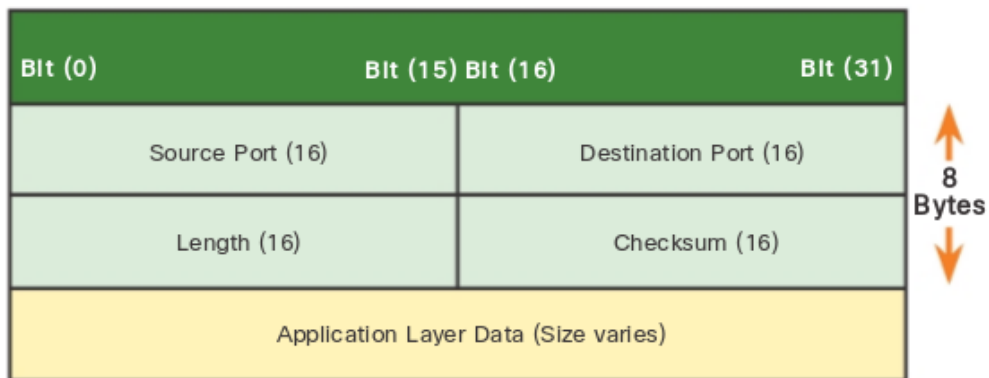 Bit (0) Bit (15) Bit (16) Bit (31)
Source Port (16) Destination Port (16)
8
Bytes
Length (16) Checksum (16)
Application Layer Data (Size varies)